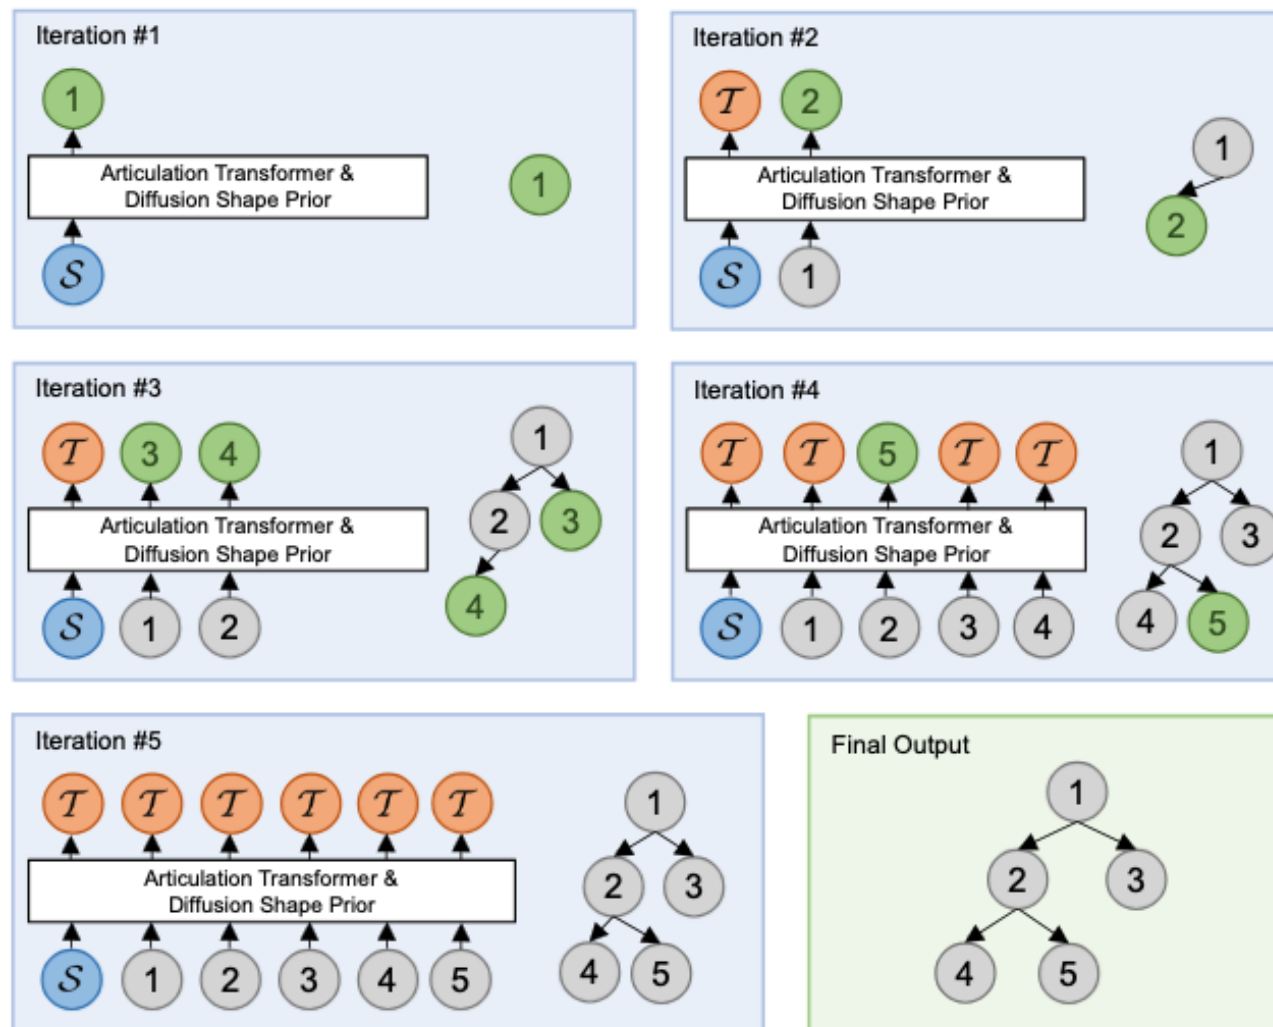 Iteration #1
1
Articulation Transformer &
Diffusion Shape Prior
1
S
Iteration #2
T 2
1
Articulation Transformer &
Diffusion Shape Prior
2
S 1
Iteration #3
T 3 4
1
Articulation Transformer &
Diffusion Shape Prior
2 3
4
S 1 2
Iteration #4
T T 5 T T
1
Articulation Transformer &
Diffusion Shape Prior
2 3
4 5
S 1 2 3 4
Iteration #5
T T T T T T
1
Articulation Transformer &
Diffusion Shape Prior
2 3
4 5
S 1 2 3 4 5
Final Output
1
2 3
4 5